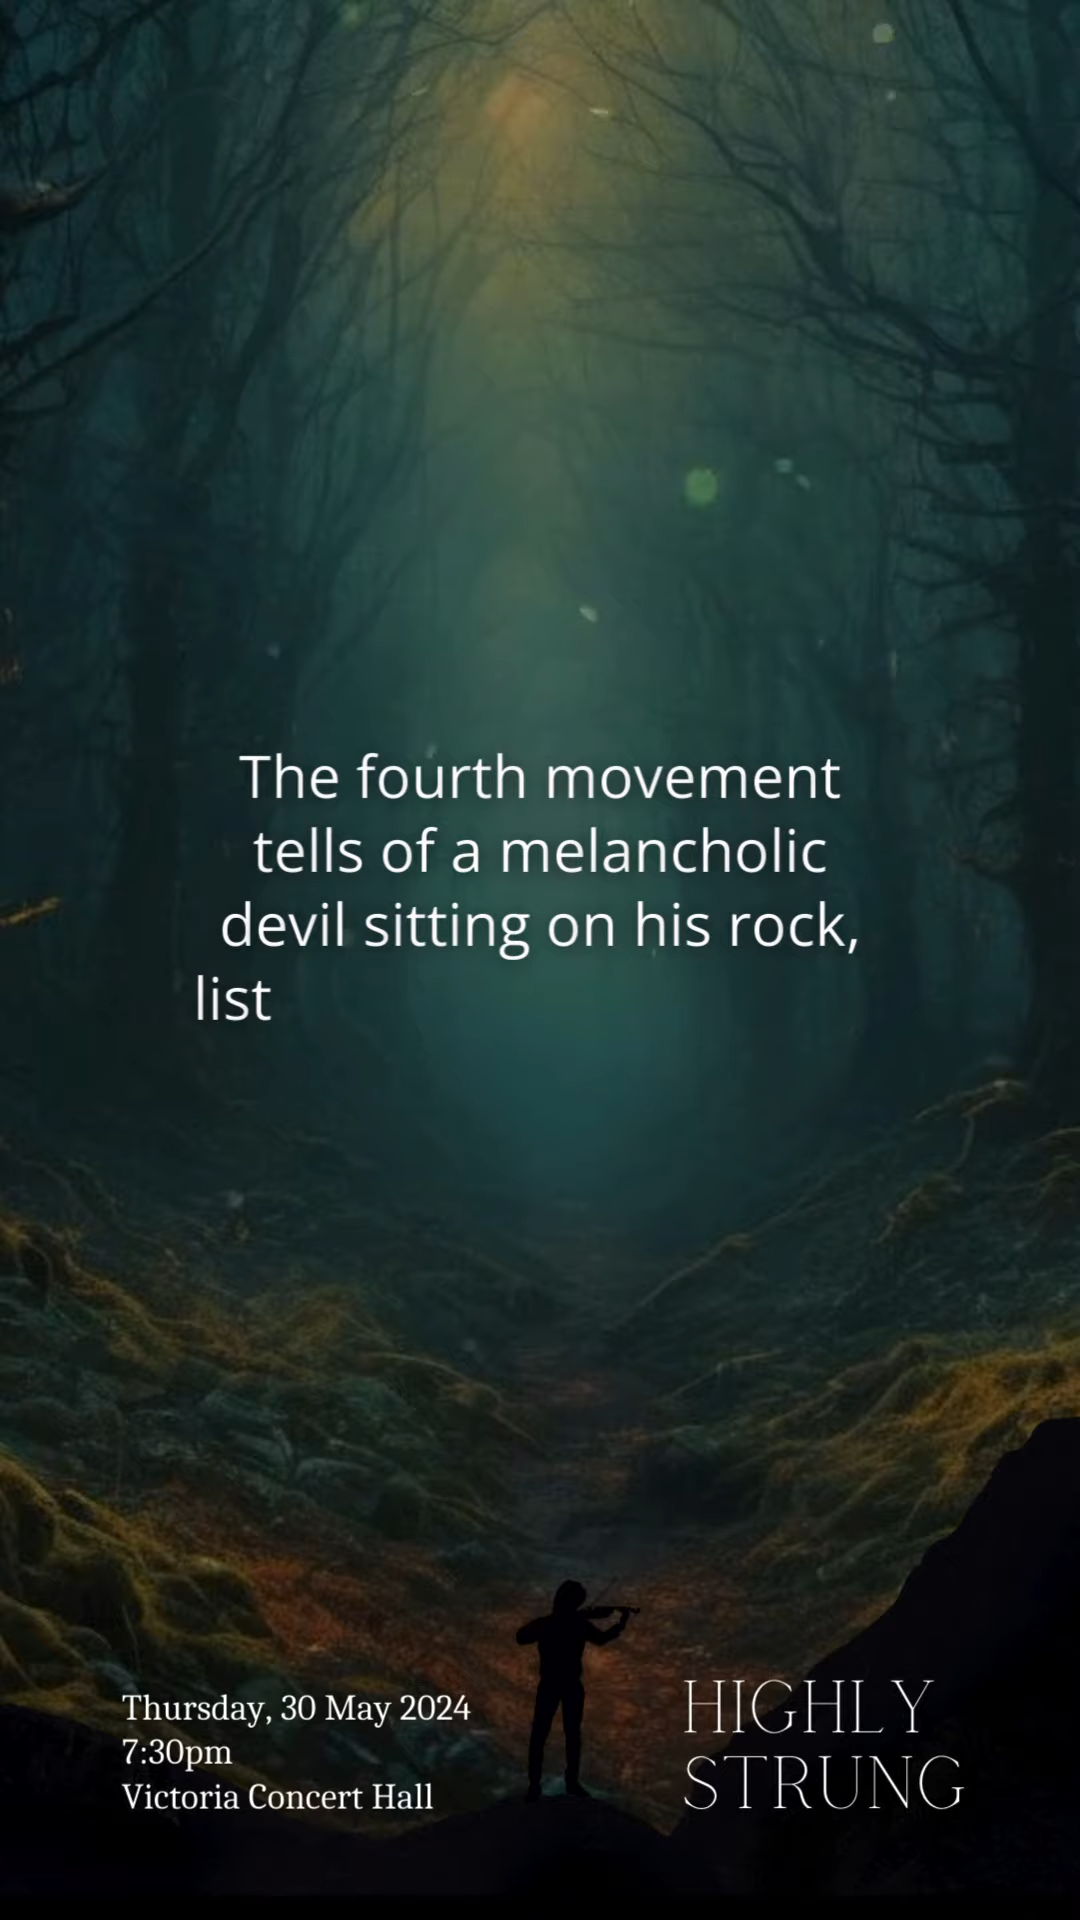 The fourth movement
tells of a melancholic
devil sitting on his rock,
list
Thursday, 30 May 2024
7:30pm
Victoria Concert Hall
HIGHLY
STRUNG